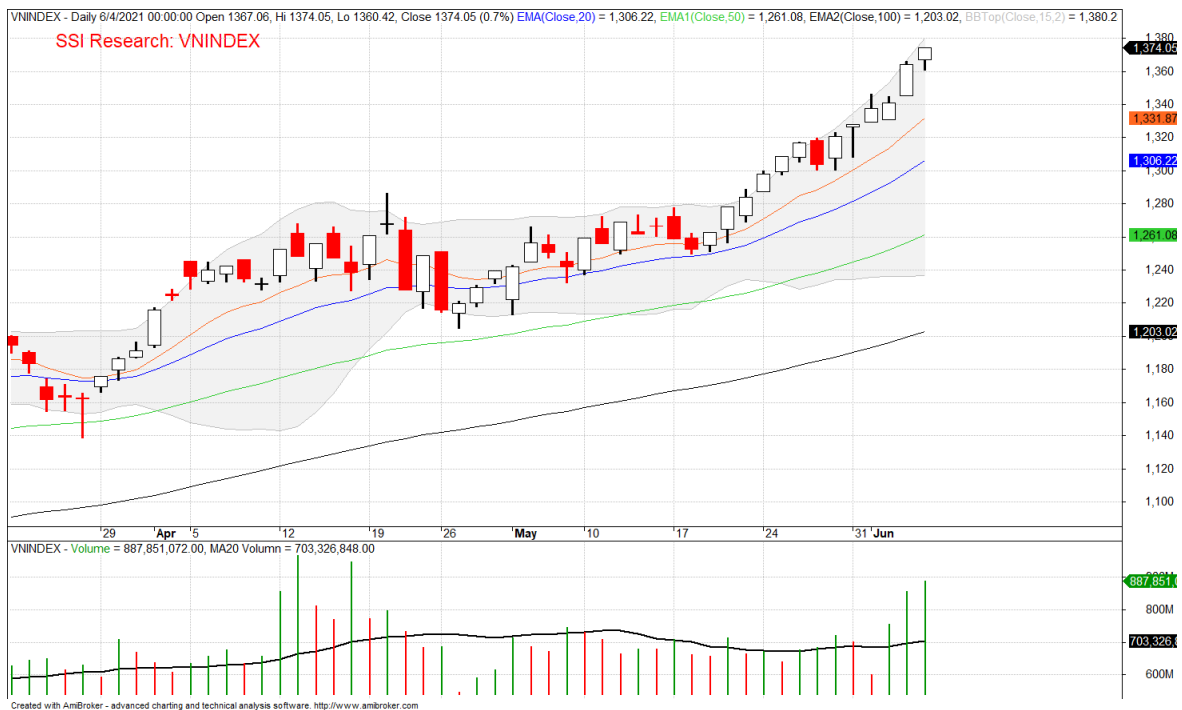 VNINDEX - Daily 6/4/2021 00:00:00 Open 1367.06, Hi 1374.05, Lo 1360.42, Close 1374.05 (0.7%) EMA(Close,20) = 1,306.22, EMA1(Close,50) = 1,261.08, EMA2(Close,100) = 1,203.02, BBTop(Close,15,2) = 1,380.2
SSI Research: VNINDEX
1,380
1,374.05
1,360
1,340
1,331.87
1,320
1,306.22
1,300
1,280
1,261.08
1,240
1,220
1,203.02
1,180
1,160
1,140
1,120
1,100
29 Apr 5 12 19 26 May 10 17 24 31 Jun
VNINDEX - Volume = 887,851,072.00, MA20 Volumn = 703,326,848.00
887,851,0
800M
703,326,8
600M
Created with AmiBroker - advanced charting and technical analysis software. http://www.amibroker.com